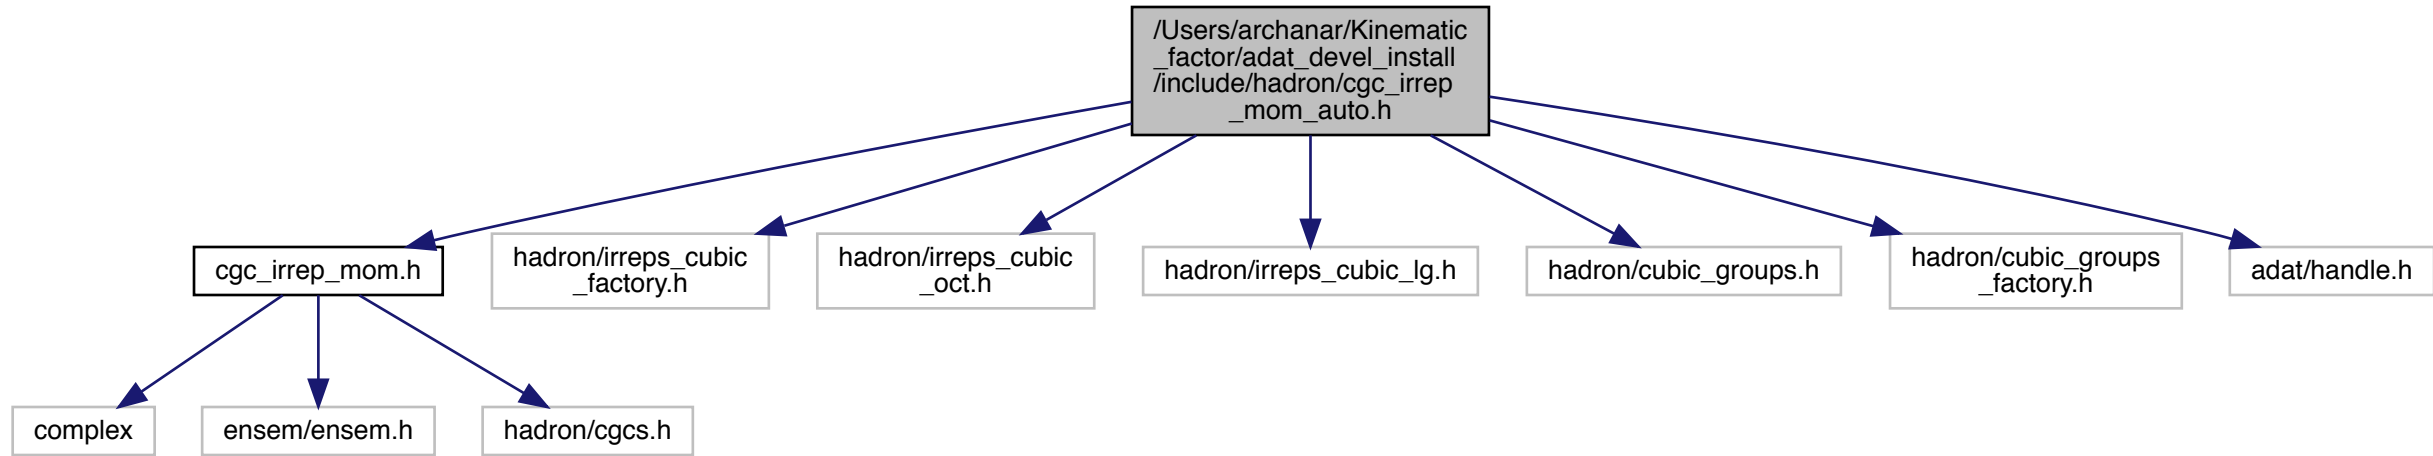 /Users/archanar/Kinematic
_factor/adat_devel_install
/include/hadron/cgc_irrep
_mom_auto.h
cgc_irrep_mom.h
hadron/irreps_cubic
_factory.h
hadron/irreps_cubic
_oct.h
hadron/irreps_cubic_lg.h
hadron/cubic_groups.h
hadron/cubic_groups
_factory.h
adat/handle.h
complex
ensem/ensem.h
hadron/cgcs.h